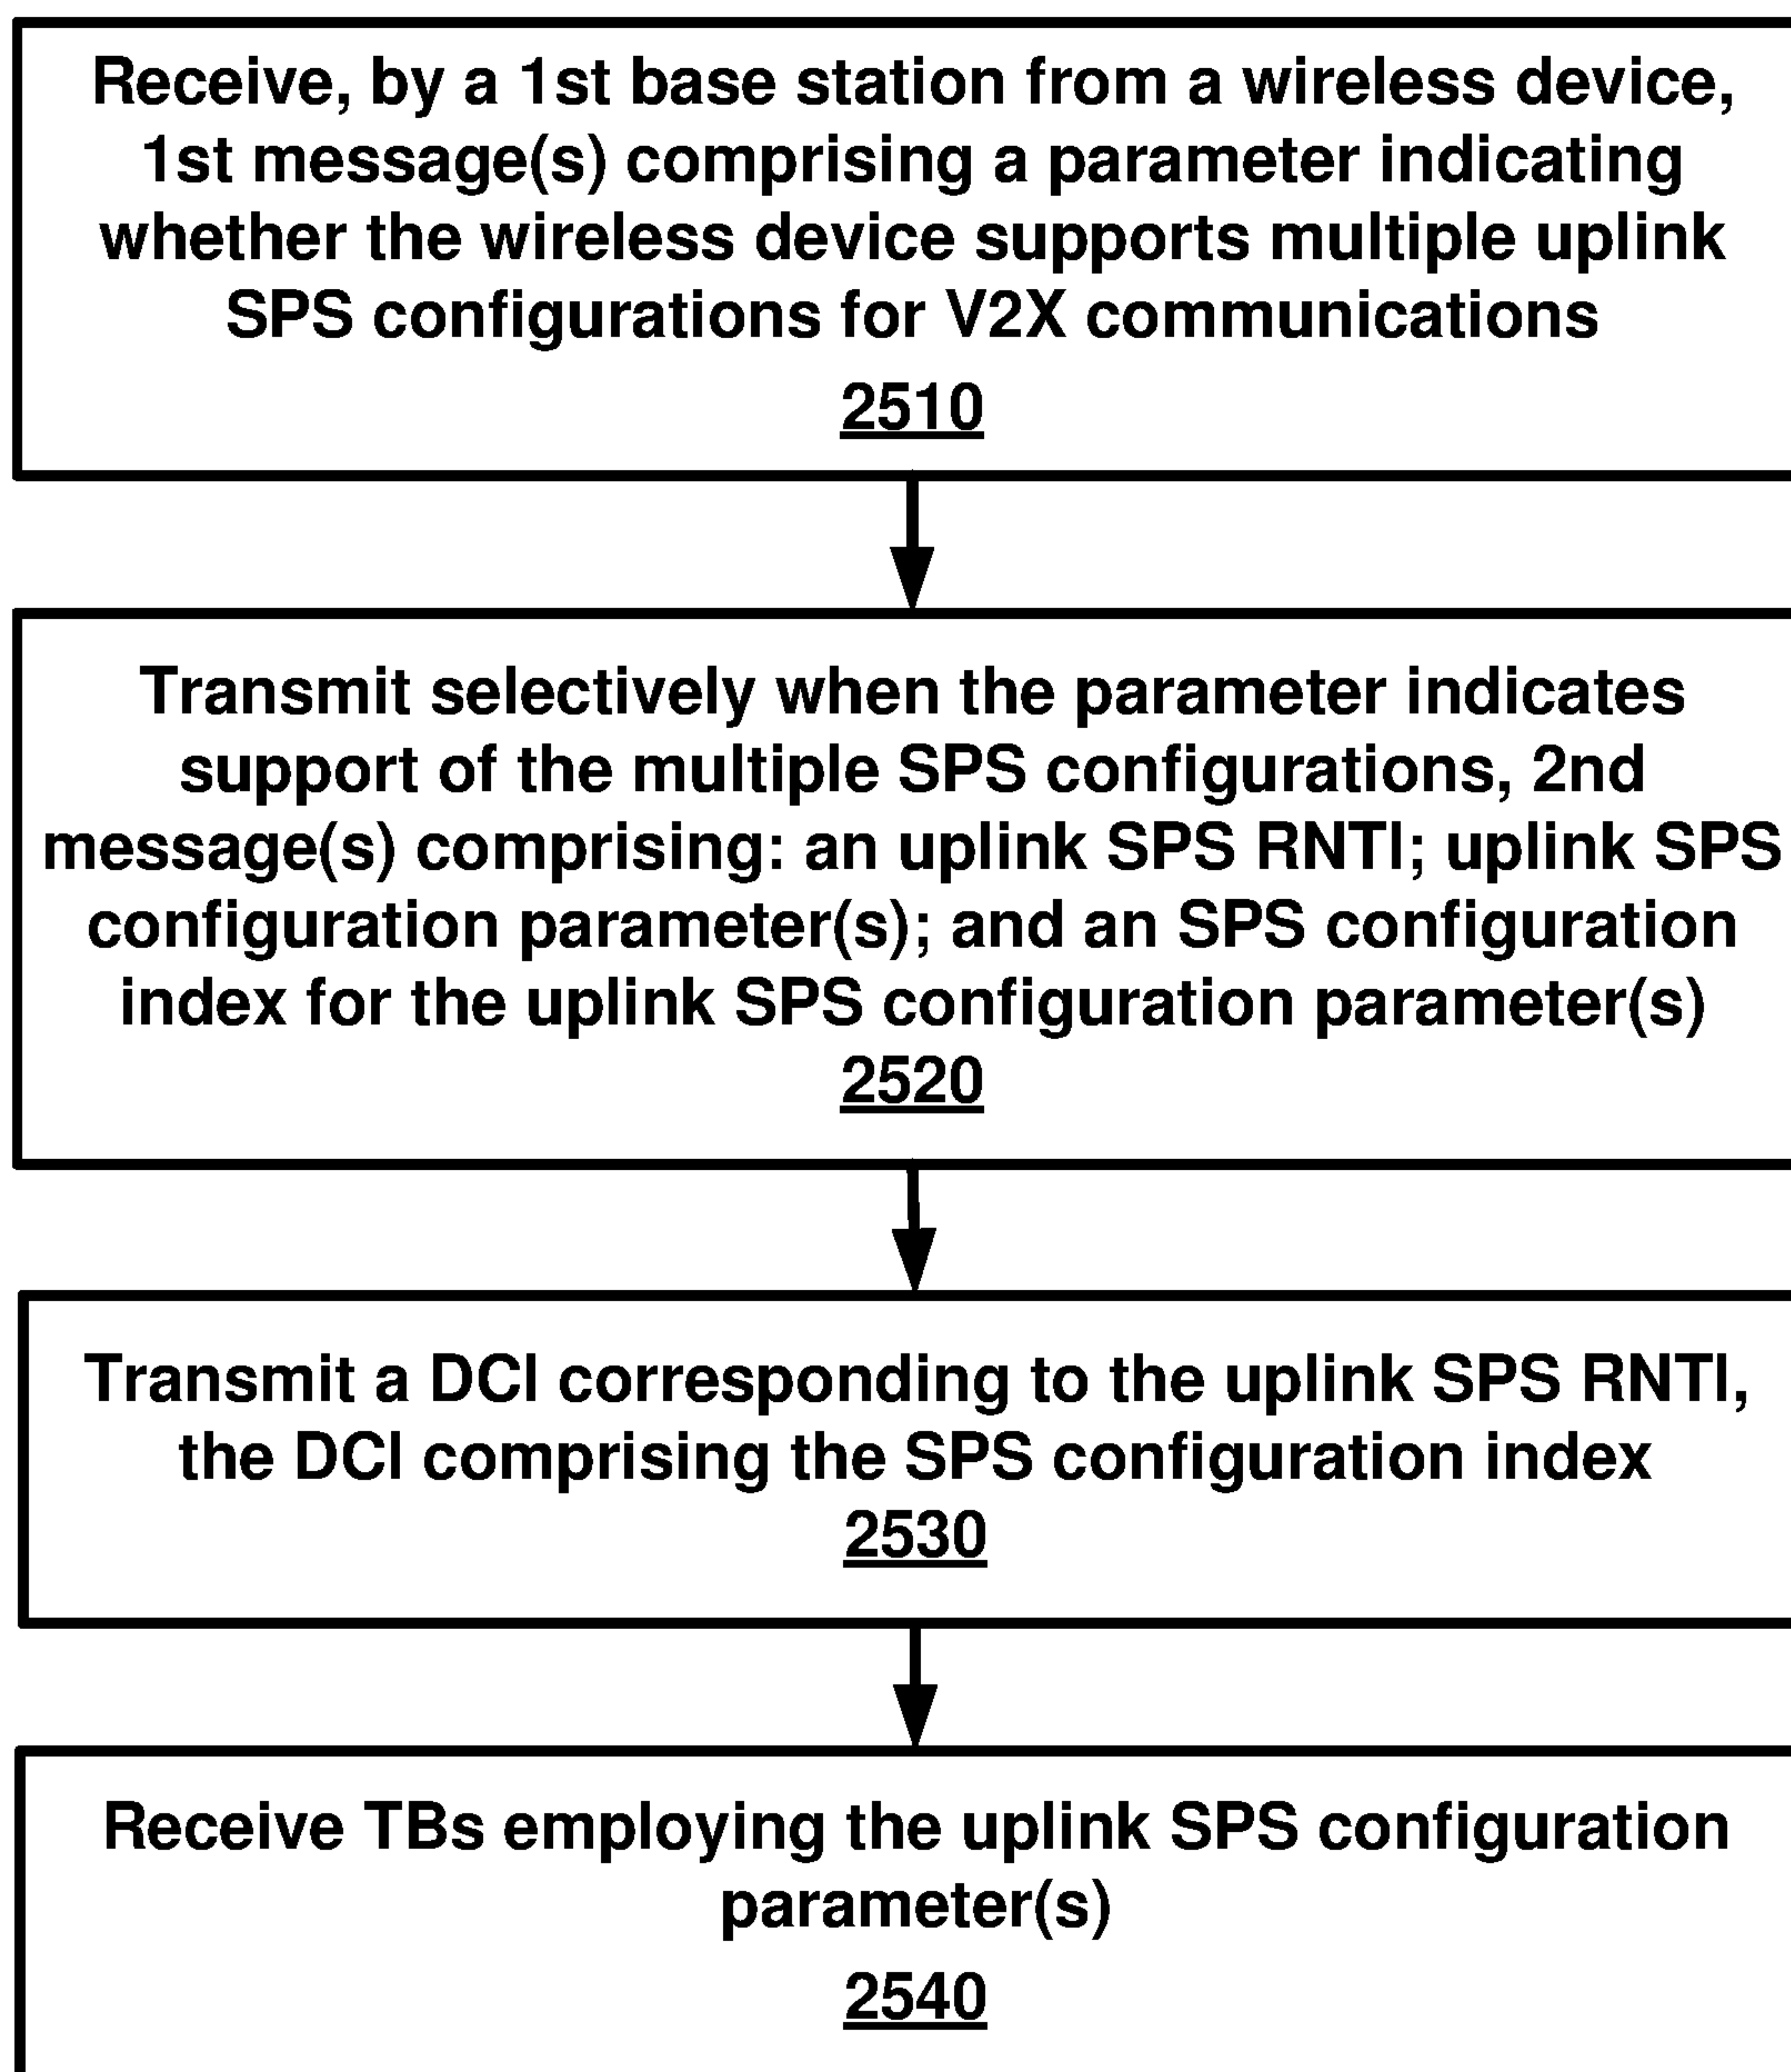 Receive, by a 1st base station from a wireless device,
1st message(s) comprising a parameter indicating
whether the wireless device supports multiple uplink
SPS configurations for V2X communications
2510
Transmit selectively when the parameter indicates
support of the multiple SPS configurations, 2nd
message(s) comprising: an uplink SPS RNTI; uplink SPS
configuration parameter(s); and an SPS configuration
index for the uplink SPS configuration parameter(s)
2520
Transmit a DCI corresponding to the uplink SPS RNTI,
the DCI comprising the SPS configuration index
2530
Receive TBs employing the uplink SPS configuration
parameter(s)
2540